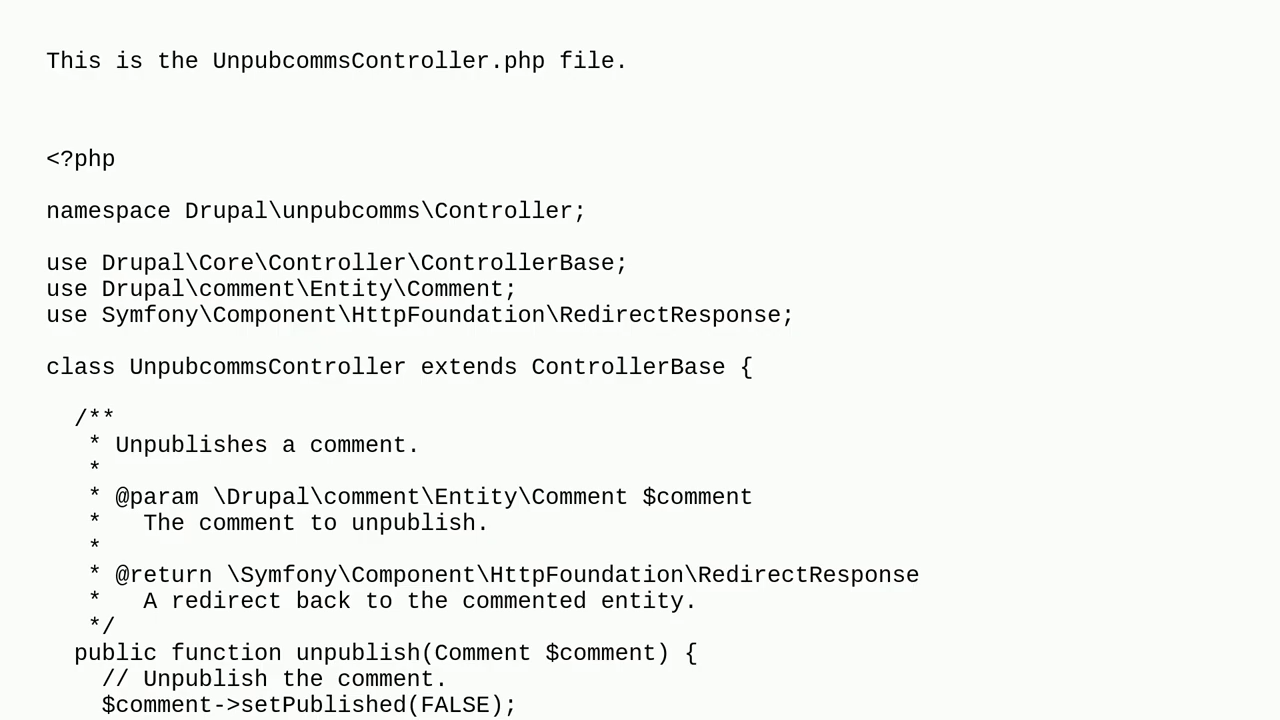 This is the UnpubcommsController.php file.
<?php
namespace Drupal\unpubcomms\Controller;
use Drupal\Core\Controller\ControllerBase;
use Drupal\comment\Entity\Comment;
use Symfony\Component\HttpFoundation\RedirectResponse;
class UnpubcommsController extends ControllerBase {
  /**
   * Unpublishes a comment.
   *
   * @param \Drupal\comment\Entity\Comment $comment
   *   The comment to unpublish.
   *
   * @return \Symfony\Component\HttpFoundation\RedirectResponse
   *   A redirect back to the commented entity.
   */
  public function unpublish(Comment $comment) {
    // Unpublish the comment.
    $comment->setPublished(FALSE);